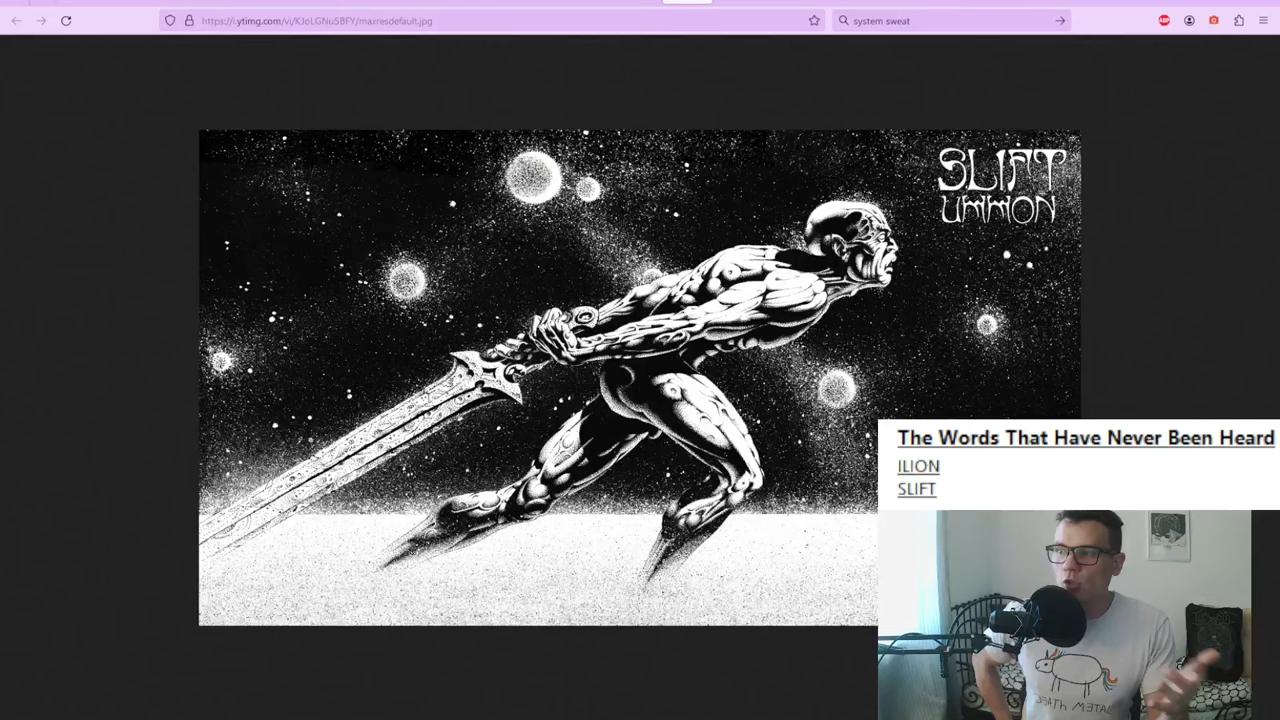 https://i.ytimg.com/vi/KJoLGNu5BFY/maxresdefault.jpg
system sweat
ABP
SLIFT
UMMON
The Words That Have Never Been Heard
ILION
SLIFT
DEATH METAL